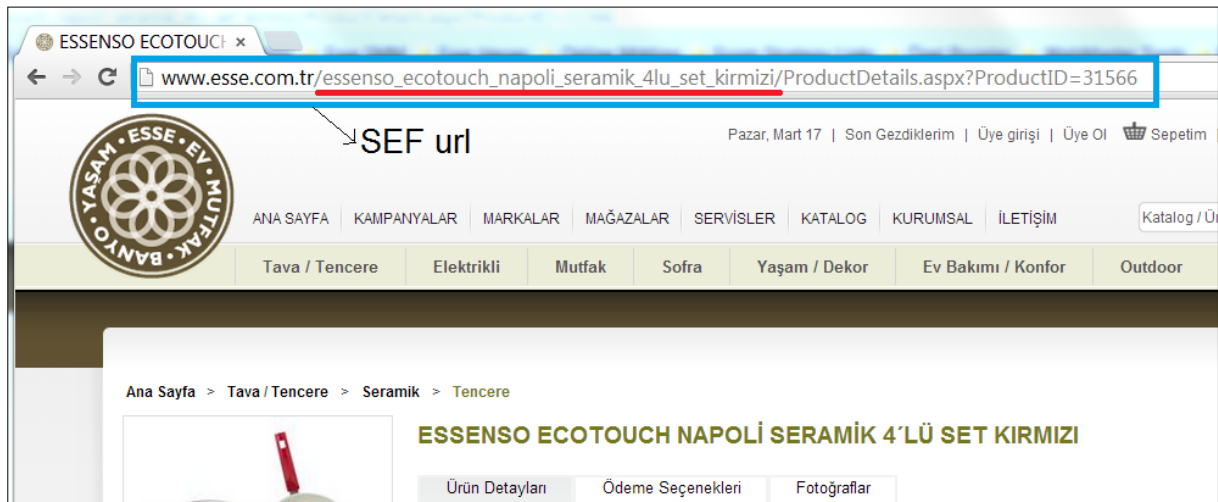 ESSENSO ECOTOUCH
www.esse.com.tr/essenso_ecotouch_napoli_seramik_4lu_set_kirmizi/ProductDetails.aspx?ProductID=31566
SEF url
Pazar, Mart 17 | Son Gezdiklerim | Üye girişi | Üye Ol Sepetim |
ESSE • EV • MUTFAK • BANYO • YAŞAM •
ANA SAYFA KAMPANYALAR MARKALAR MAĞAZALAR SERVİSLER KATALOG KURUMSAL İLETİŞİM Katalog / Ür
Tava / Tencere Elektrikli Mutfak Sofra Yaşam / Dekor Ev Bakımı / Konfor Outdoor
Ana Sayfa > Tava / Tencere > Seramik > Tencere
ESSENSO ECOTOUCH NAPOLİ SERAMİK 4´LÜ SET KIRMIZI
Ürün Detayları Ödeme Seçenekleri Fotoğraflar